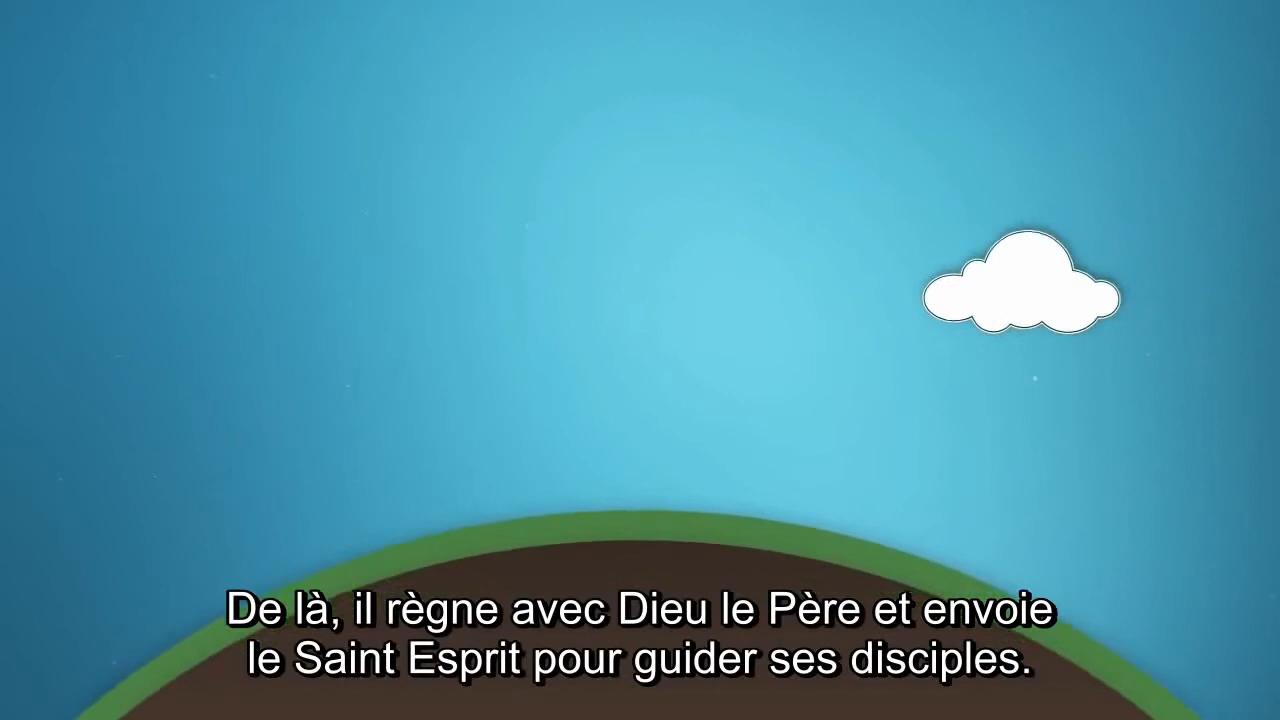 De là, il règne avec Dieu le Père et envoie
le Saint Esprit pour guider ses disciples.